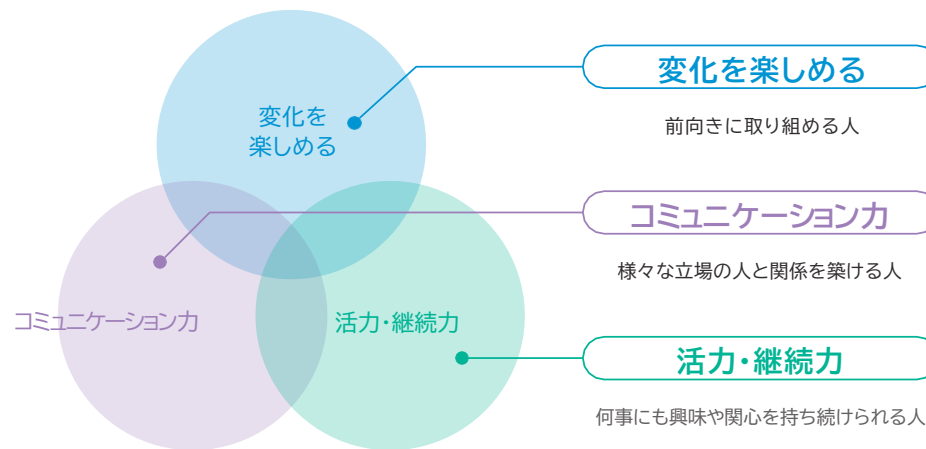 変化を
楽しめる
コミュニケーション力
活力・継続力
変化を楽しめる
前向きに取り組める人
コミュニケーション力
様々な立場の人と関係を築ける人
活力・継続力
何事にも興味や関心を持ち続けられる人